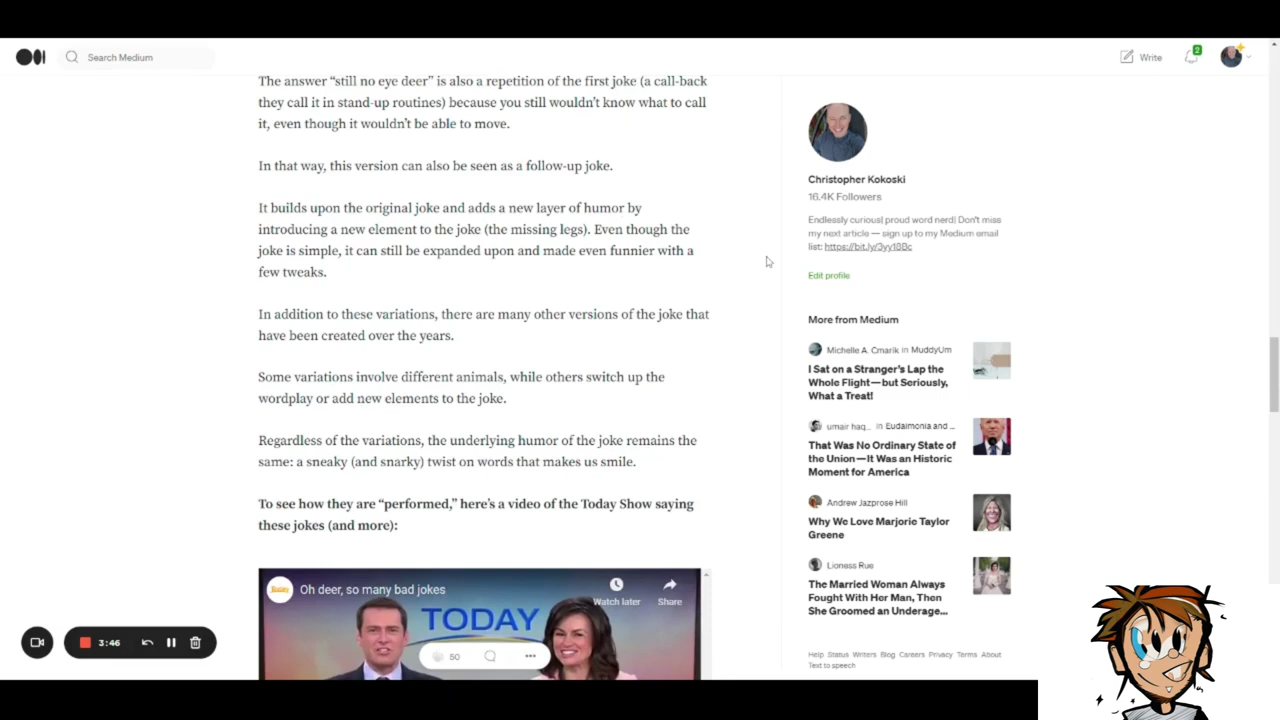 Search Medium
Write
2
The answer “still no eye deer” is also a repetition of the first joke (a call-back
they call it in stand-up routines) because you still wouldn’t know what to call
it, even though it wouldn’t be able to move.
In that way, this version can also be seen as a follow-up joke.
It builds upon the original joke and adds a new layer of humor by
introducing a new element to the joke (the missing legs). Even though the
joke is simple, it can still be expanded upon and made even funnier with a
few tweaks.
In addition to these variations, there are many other versions of the joke that
have been created over the years.
Some variations involve different animals, while others switch up the
wordplay or add new elements to the joke.
Regardless of the variations, the underlying humor of the joke remains the
same: a sneaky (and snarky) twist on words that makes us smile.
To see how they are “performed,” here’s a video of the Today Show saying
these jokes (and more):
Oh deer, so many bad jokes
Watch later
Share
TODAY
50
3:46
Christopher Kokoski
16.4K Followers
Endlessly curious| proud word nerd| Don’t miss
my next article — sign up to my Medium email
list: https://bit.ly/3yy18Bc
Edit profile
More from Medium
Michelle A. Cmarik in MuddyUm
I Sat on a Stranger’s Lap the
Whole Flight—but Seriously,
What a Treat!
umair haq... in Eudaimonia and ...
That Was No Ordinary State of
the Union—It Was an Historic
Moment for America
Andrew Jazprose Hill
Why We Love Marjorie Taylor
Greene
Lioness Rue
The Married Woman Always
Fought With Her Man, Then
She Groomed an Underage...
Help Status Writers Blog Careers Privacy Terms About
Text to speech